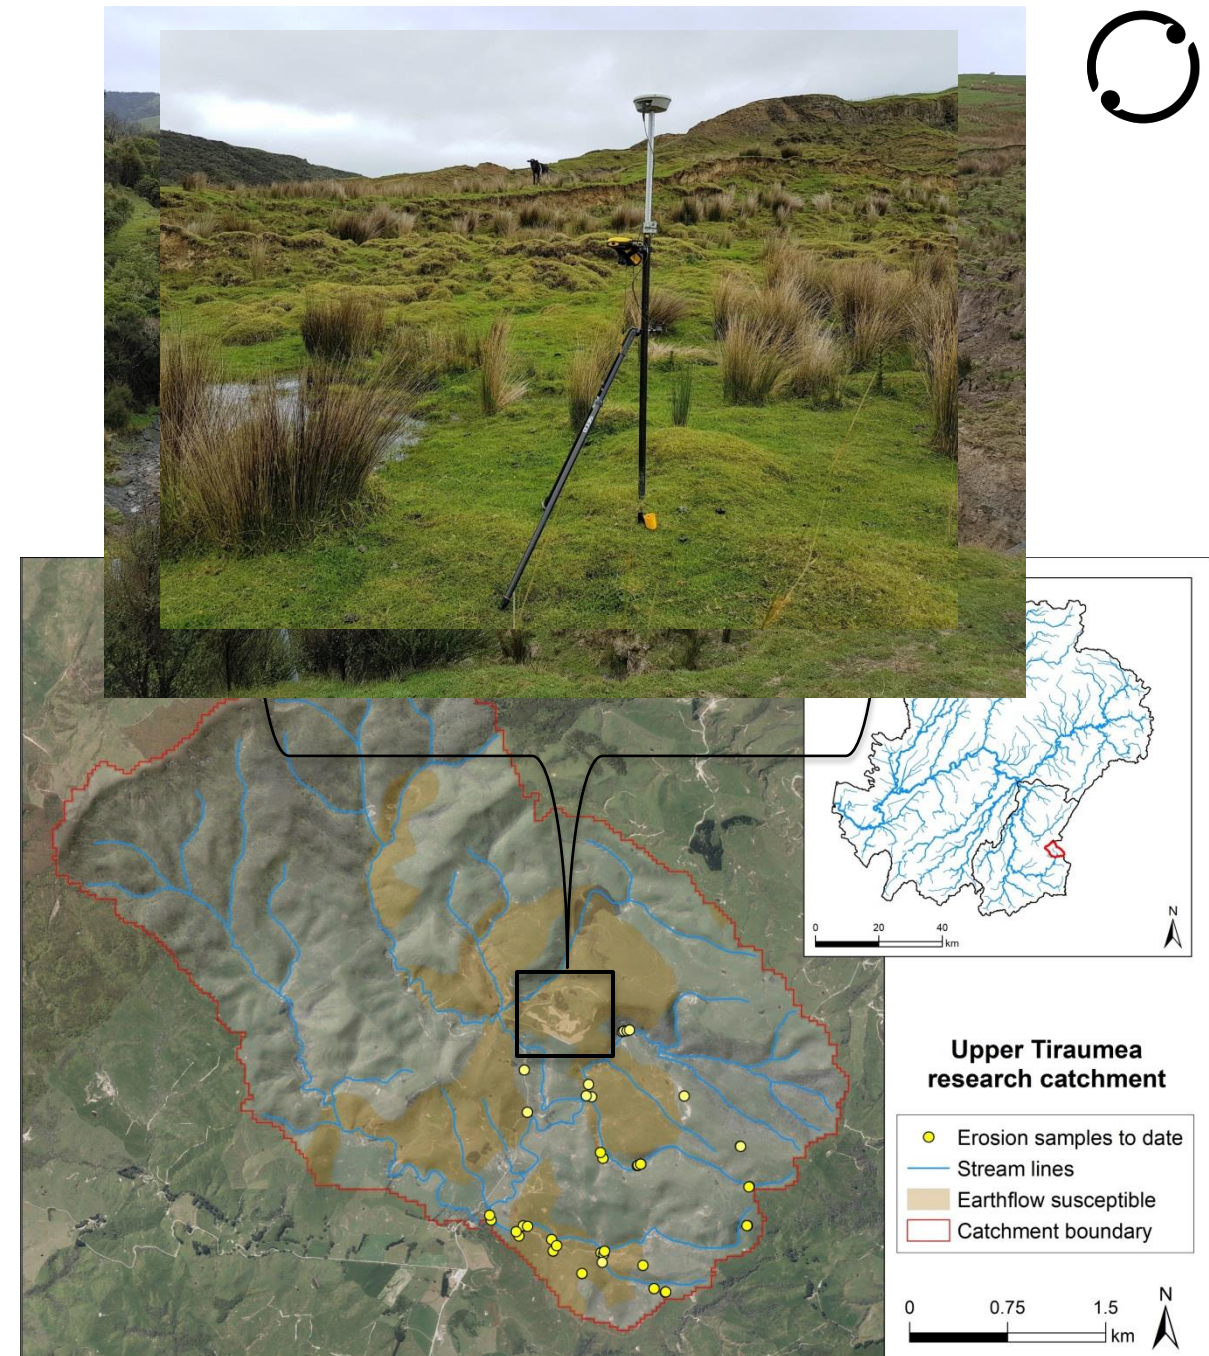 N
0 20 40
km
Upper Tiraumea
research catchment
Erosion samples to date
Stream lines
Earthflow susceptible
Catchment boundary
N
0 0.75 1.5
km